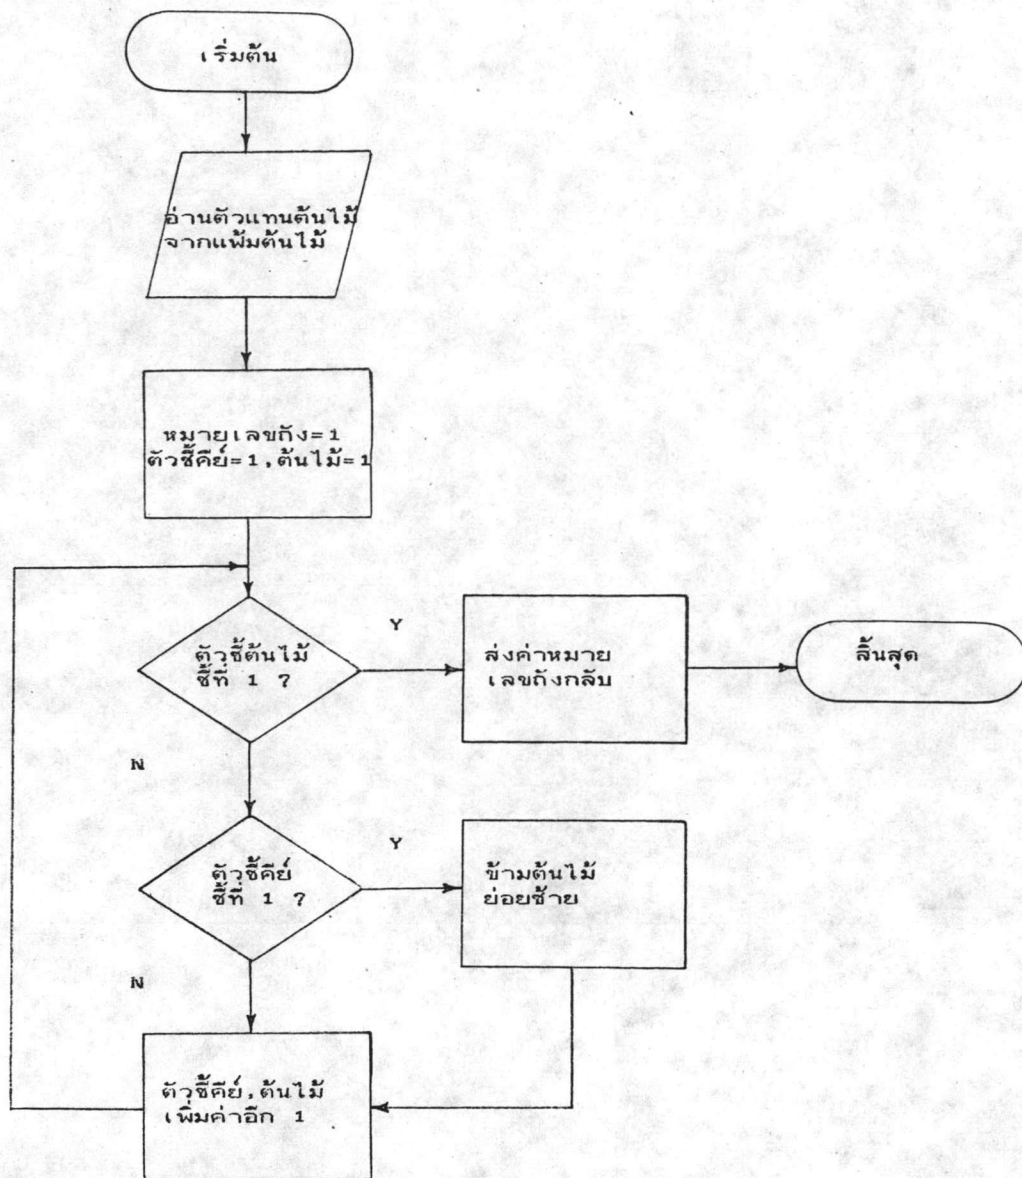 เริ่มต้น
อ่านตัวแทนต้นไม้
จากแฟ้มต้นไม้
หมายเลขถัง=1
ตัวชี้คีย์=1,ต้นไม้=1
ตัวชี้ต้นไม้
ชี้ที่ 1 ?
Y
ส่งค่าหมาย
เลขถังกลับ
สิ้นสุด
N
ตัวชี้คีย์
ชี้ที่ 1 ?
Y
ข้ามต้นไม้
ย่อยซ้าย
N
ตัวชี้คีย์,ต้นไม้
เพิ่มค่าอีก 1